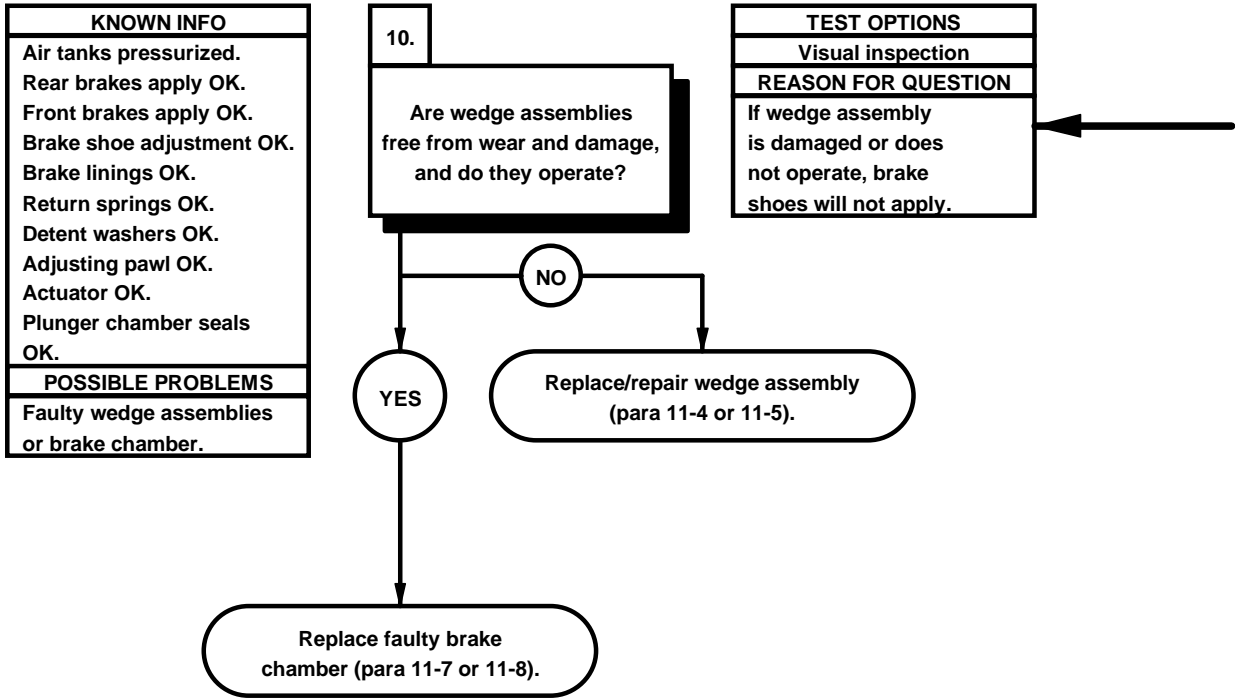 KNOWN INFO
Air tanks pressurized.
Rear brakes apply OK.
Front brakes apply OK.
Brake shoe adjustment OK.
Brake linings OK.
Return springs OK.
Detent washers OK.
Adjusting pawl OK.
Actuator OK.
Plunger chamber seals
OK.
POSSIBLE PROBLEMS
Faulty wedge assemblies
or brake chamber.
10.
Are wedge assemblies
free from wear and damage,
and do they operate?
TEST OPTIONS
Visual inspection
REASON FOR QUESTION
If wedge assembly
is damaged or does
not operate, brake
shoes will not apply.
NO
YES
Replace/repair wedge assembly
(para 11-4 or 11-5).
Replace faulty brake
chamber (para 11-7 or 11-8).